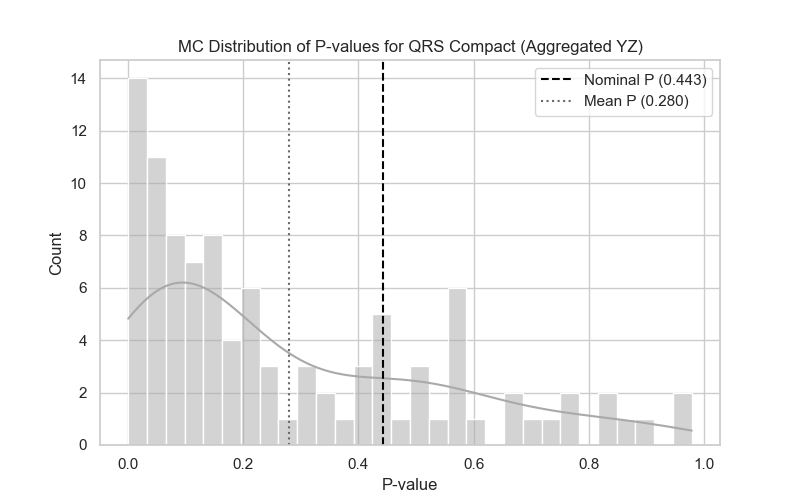 MC Distribution of P-values for QRS Compact (Aggregated YZ)
Nominal P (0.443)
Mean P (0.280)
Count
14
12
10
8
6
4
2
0
0.0 0.2 0.4 0.6 0.8 1.0
P-value